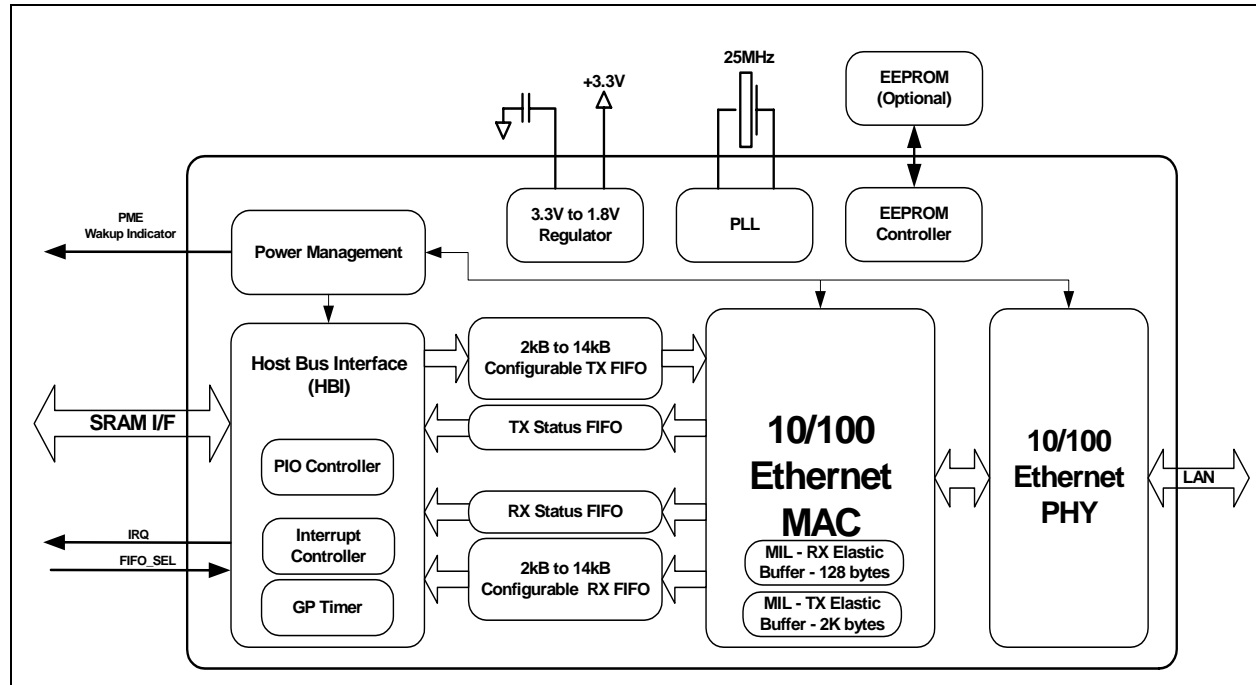 25MHz
+3.3V
EEPROM
(Optional)
3.3V to 1.8V
Regulator
PLL
EEPROM
Controller
PME
Wakup Indicator
Power Management
Host Bus Interface
(HBI)
2kB to 14kB
Configurable TX FIFO
SRAM I/F
TX Status FIFO
PIO Controller
10/100
Ethernet
MAC
10/100
Ethernet
PHY
LAN
RX Status FIFO
IRQ
FIFO_SEL
Interrupt
Controller
2kB to 14kB
Configurable RX FIFO
MIL - RX Elastic
Buffer - 128 bytes
GP Timer
MIL - TX Elastic
Buffer - 2K bytes